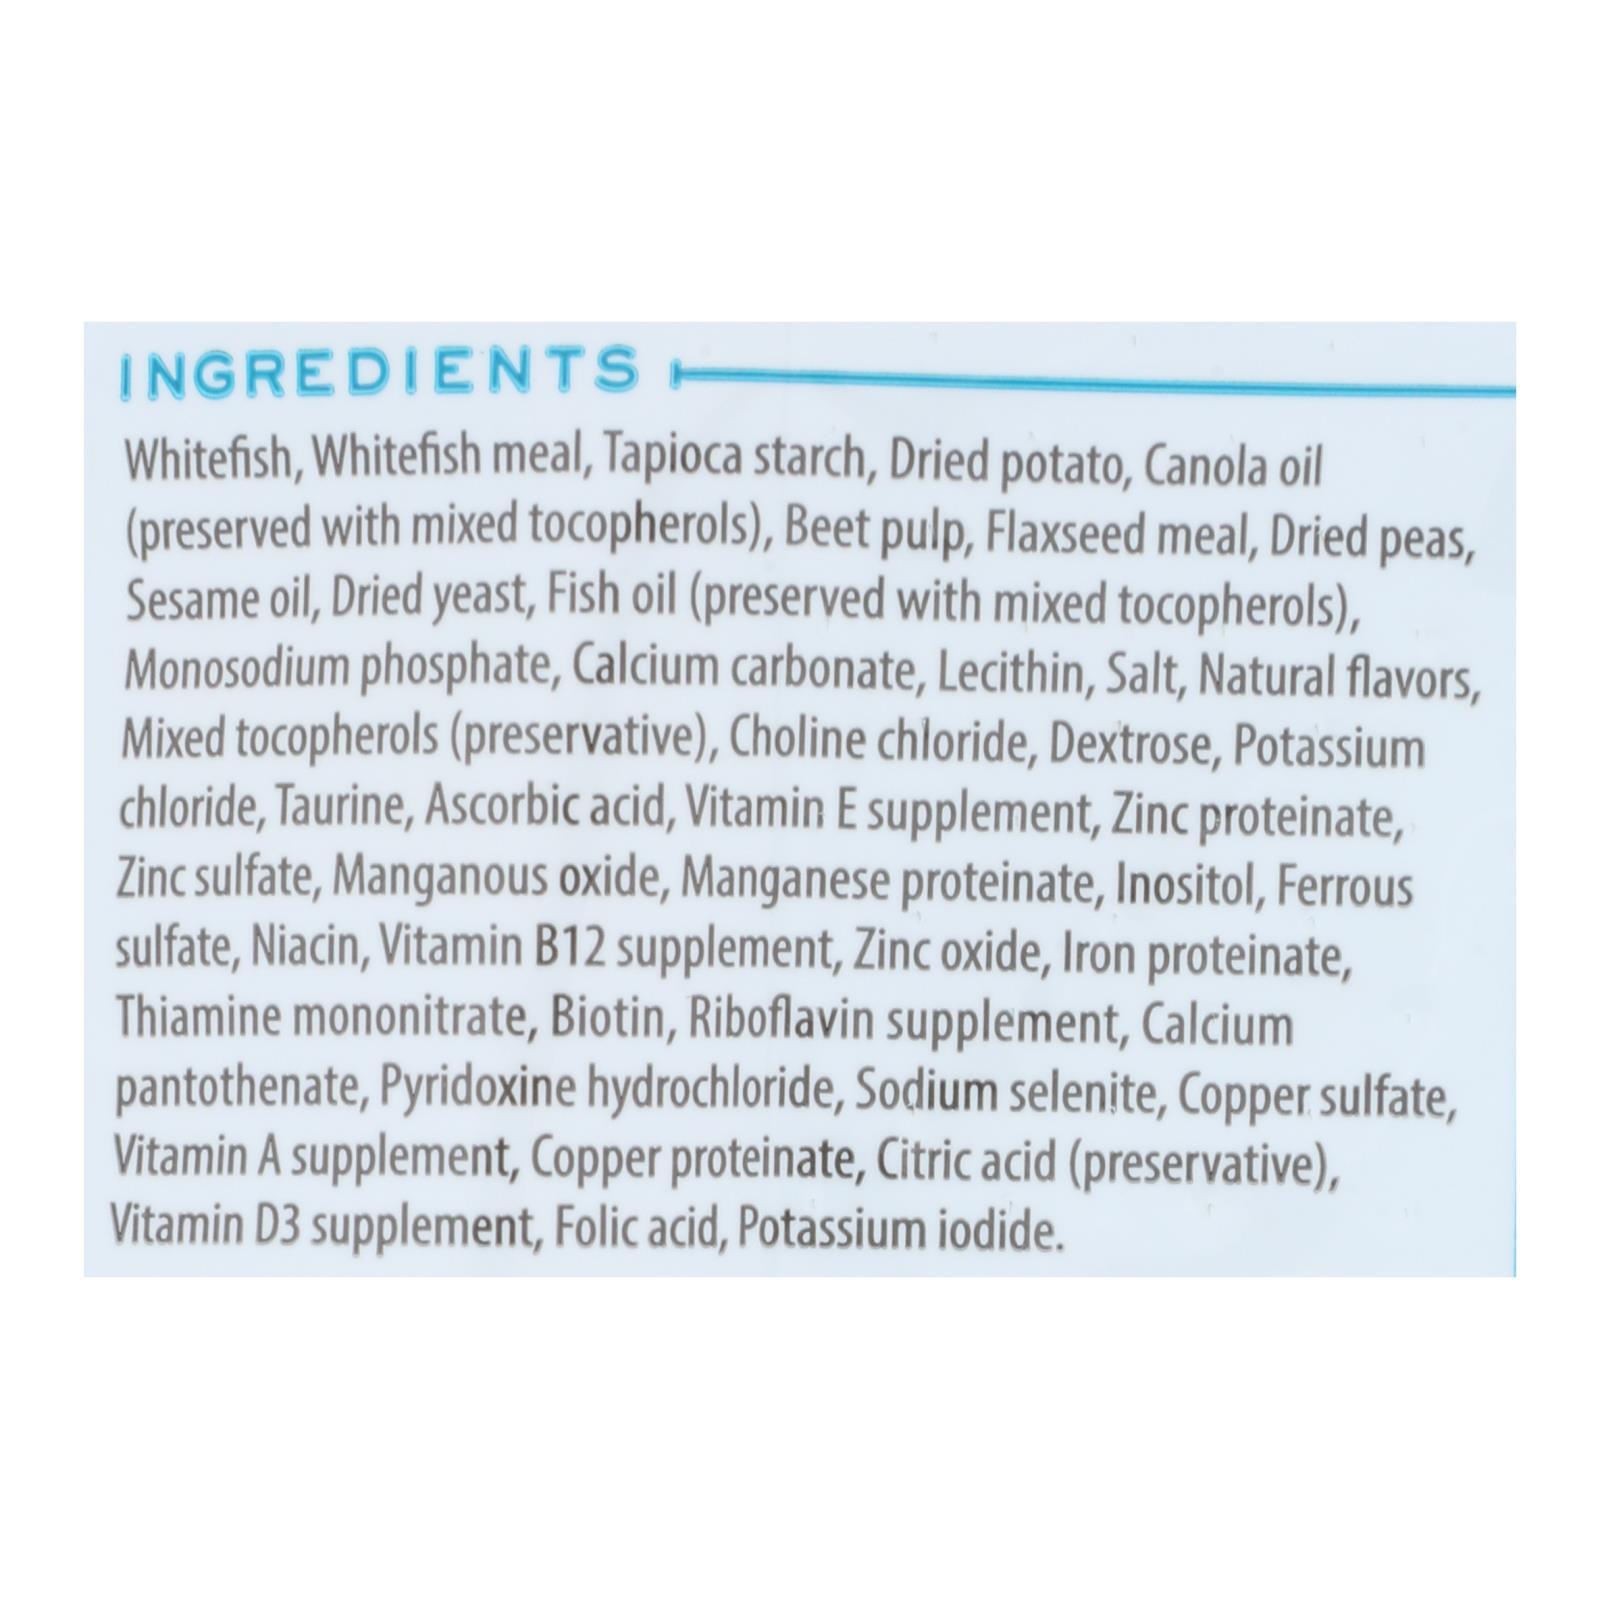 INGREDIENTS
Whitefish, Whitefish meal, Tapioca starch, Dried potato, Canola oil
(preserved with mixed tocopherols), Beet pulp, Flaxseed meal, Dried peas,
Sesame oil, Dried yeast, Fish oil (preserved with mixed tocopherols),
Monosodium phosphate, Calcium carbonate, Lecithin, Salt, Natural flavors,
Mixed tocopherols (preservative), Choline chloride, Dextrose, Potassium
chloride, Taurine, Ascorbic acid, Vitamin E supplement, Zinc proteinate,
Zinc sulfate, Manganous oxide, Manganese proteinate, Inositol, Ferrous
sulfate, Niacin, Vitamin B12 supplement, Zinc oxide, Iron proteinate,
Thiamine mononitrate, Biotin, Riboflavin supplement, Calcium
pantothenate, Pyridoxine hydrochloride, Sodium selenite, Copper sulfate,
Vitamin A supplement, Copper proteinate, Citric acid (preservative),
Vitamin D3 supplement, Folic acid, Potassium iodide.